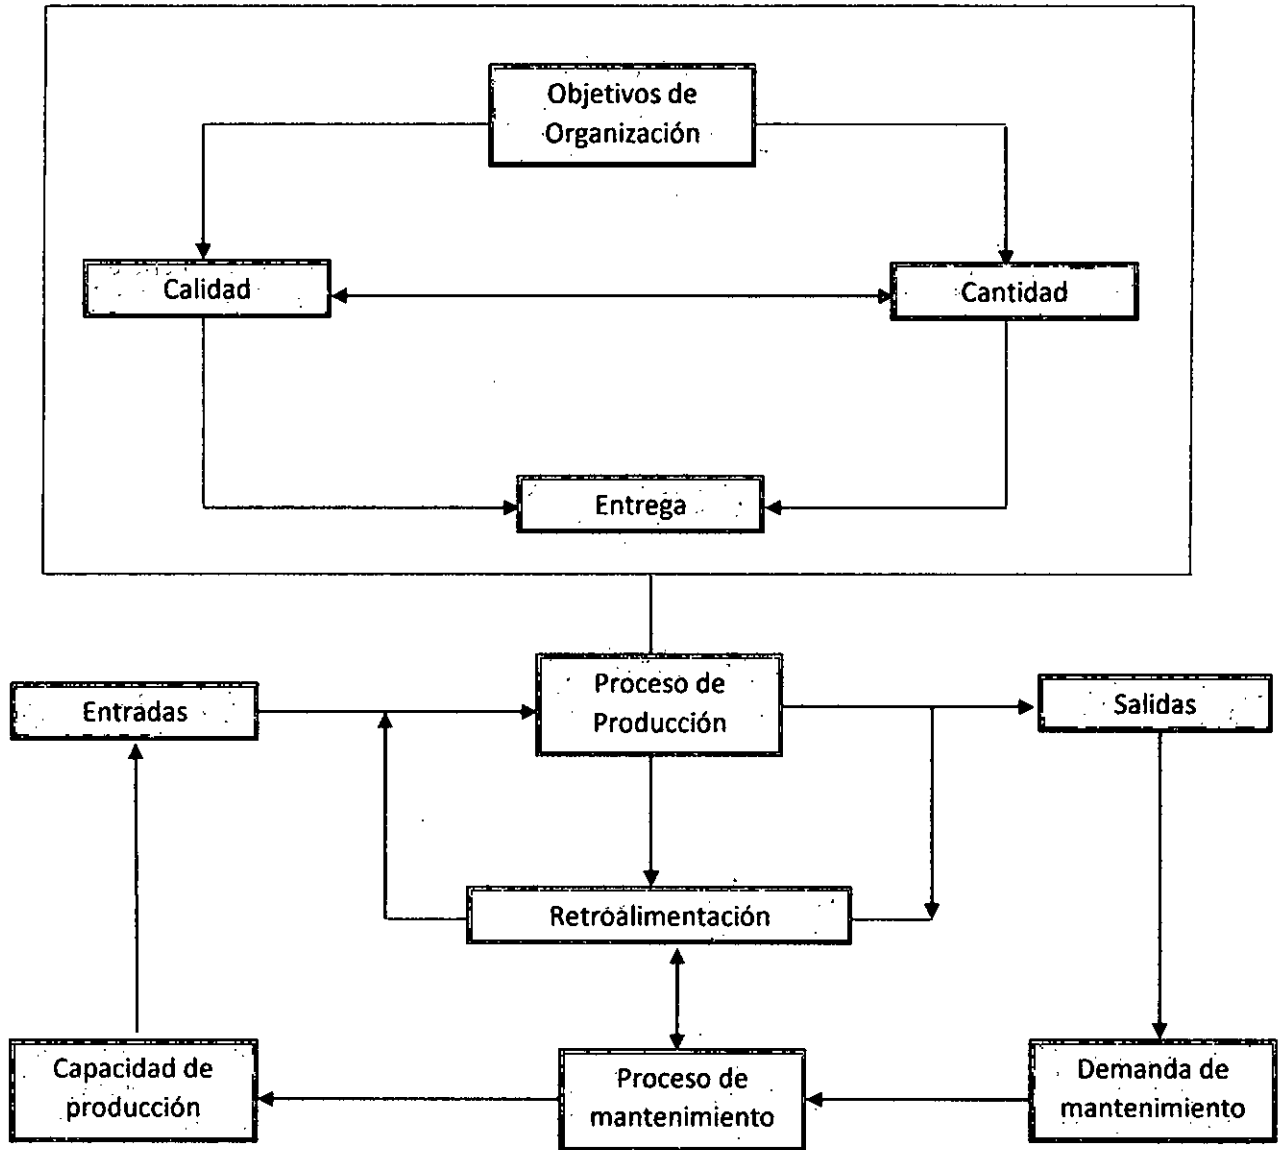 Objetivos de
Organización
Calidad
Cantidad
Entrega
Entradas
Proceso de
Producción
Salidas
Retroalimentación
Capacidad de
producción
Proceso de
mantenimiento
Demanda de
mantenimiento